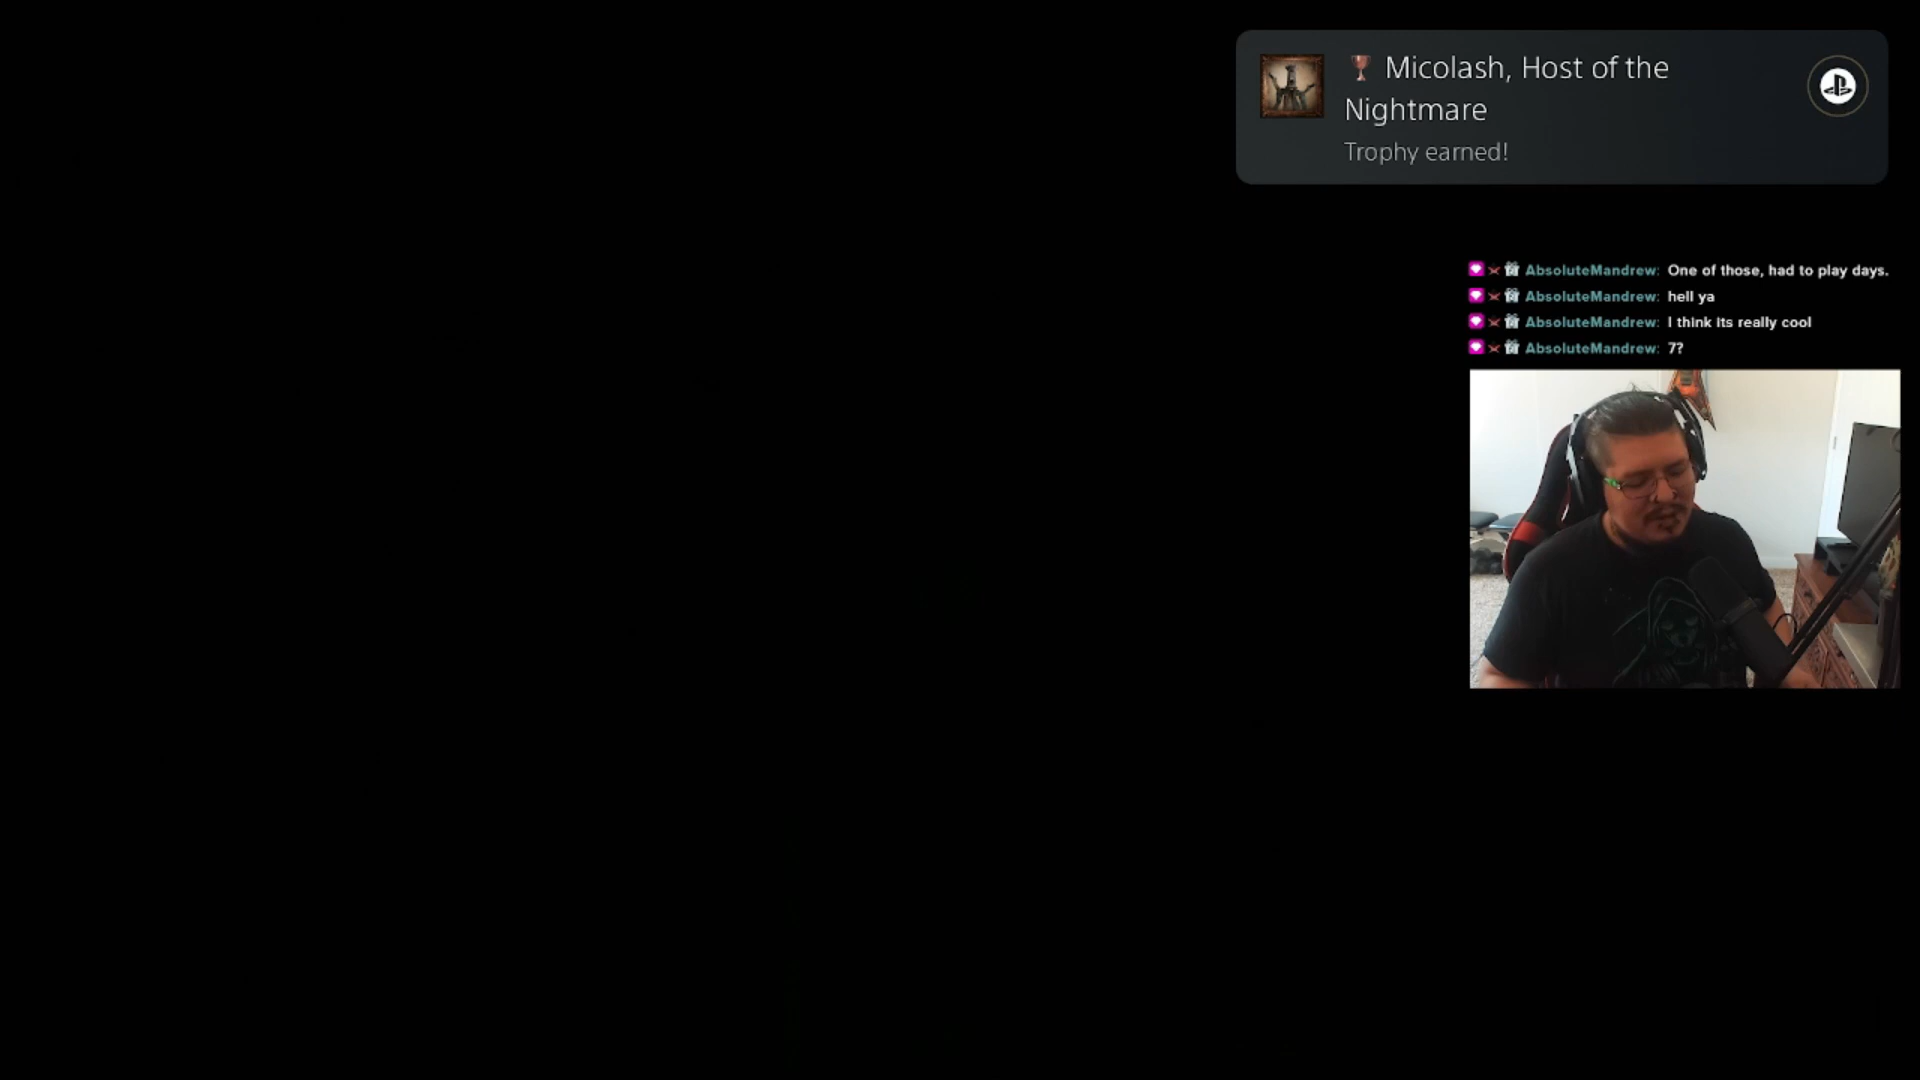 Micolash, Host of the
Nightmare
Trophy earned!
AbsoluteMandrew: One of those, had to play days.
AbsoluteMandrew: hell ya
AbsoluteMandrew: I think its really cool
AbsoluteMandrew: 7?